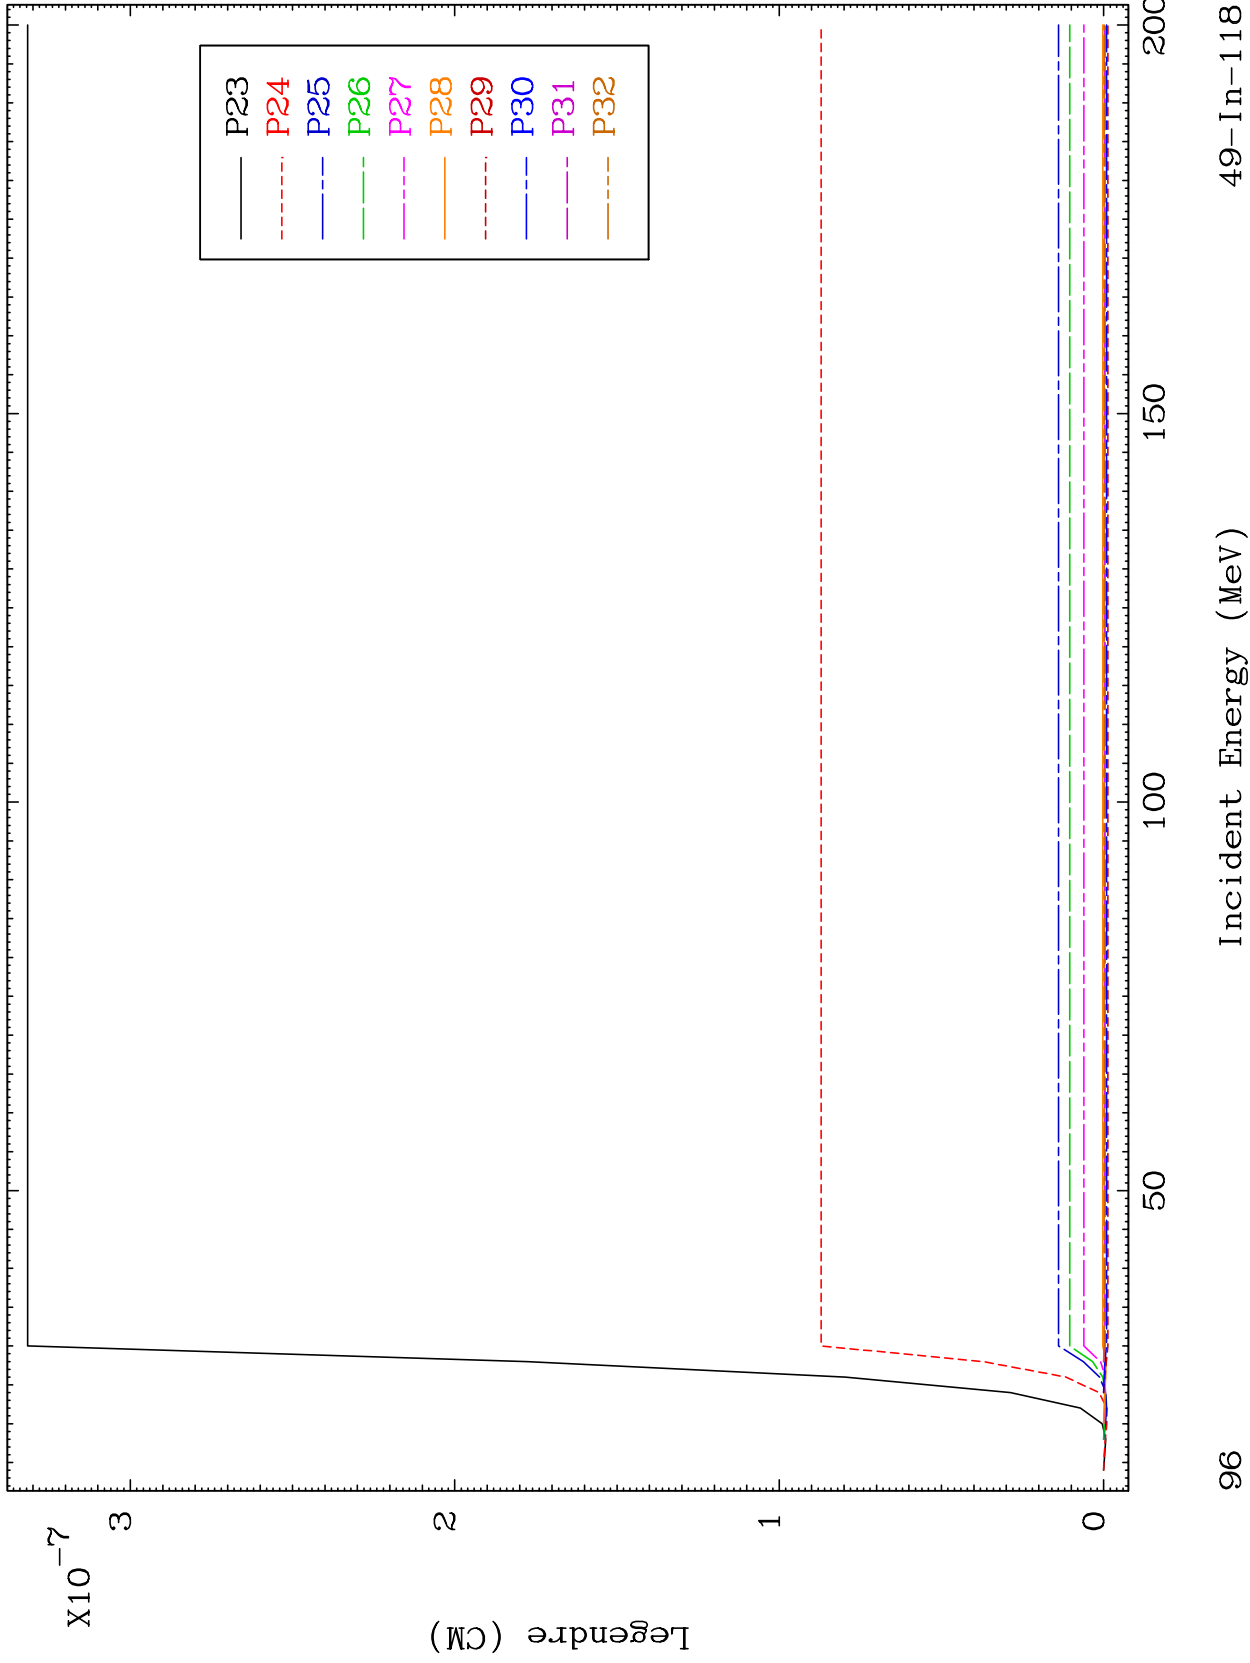 X10-7
3
2
1
0
Legendre (CM)
P23
P24
P25
P26
P27
P28
P29
P30
P31
P32
50
100
150
200
Incident Energy (MeV)
96
49-In-118